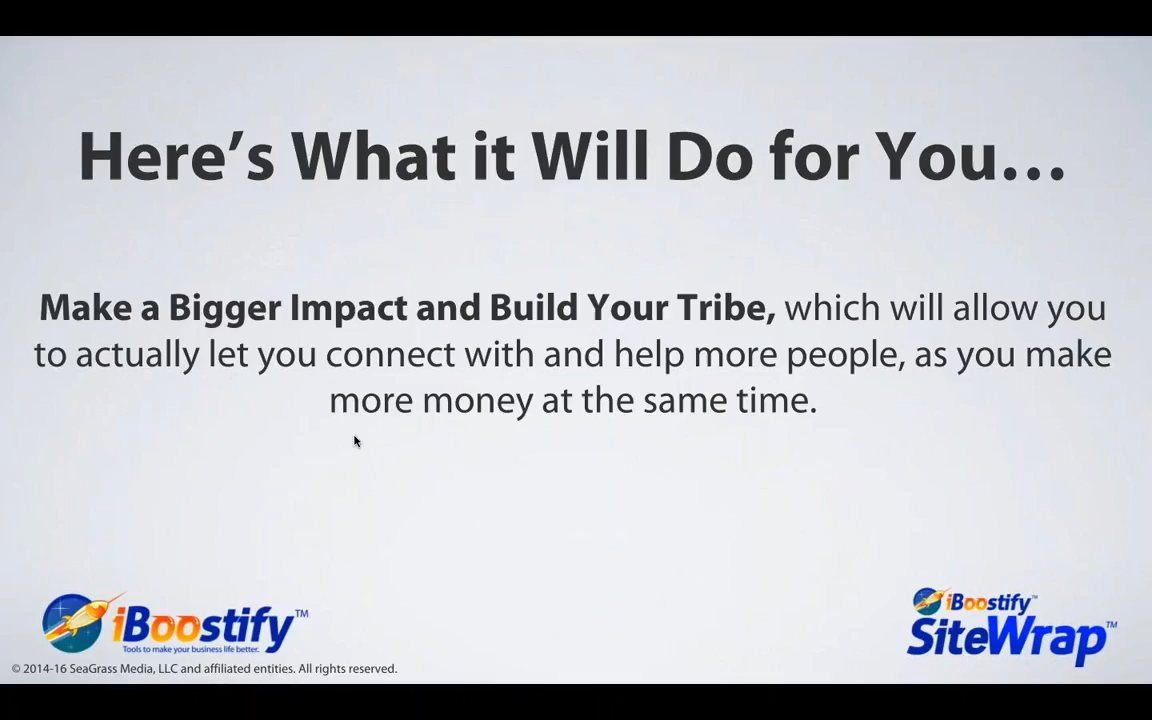 Here’s What it Will Do for You…
Make a Bigger Impact and Build Your Tribe, which will allow you
to actually let you connect with and help more people, as you make
more money at the same time.
iBoostify™
Tools to make your business life better.
© 2014-16 SeaGrass Media, LLC and affiliated entities. All rights reserved.
iBoostify™
SiteWrap™